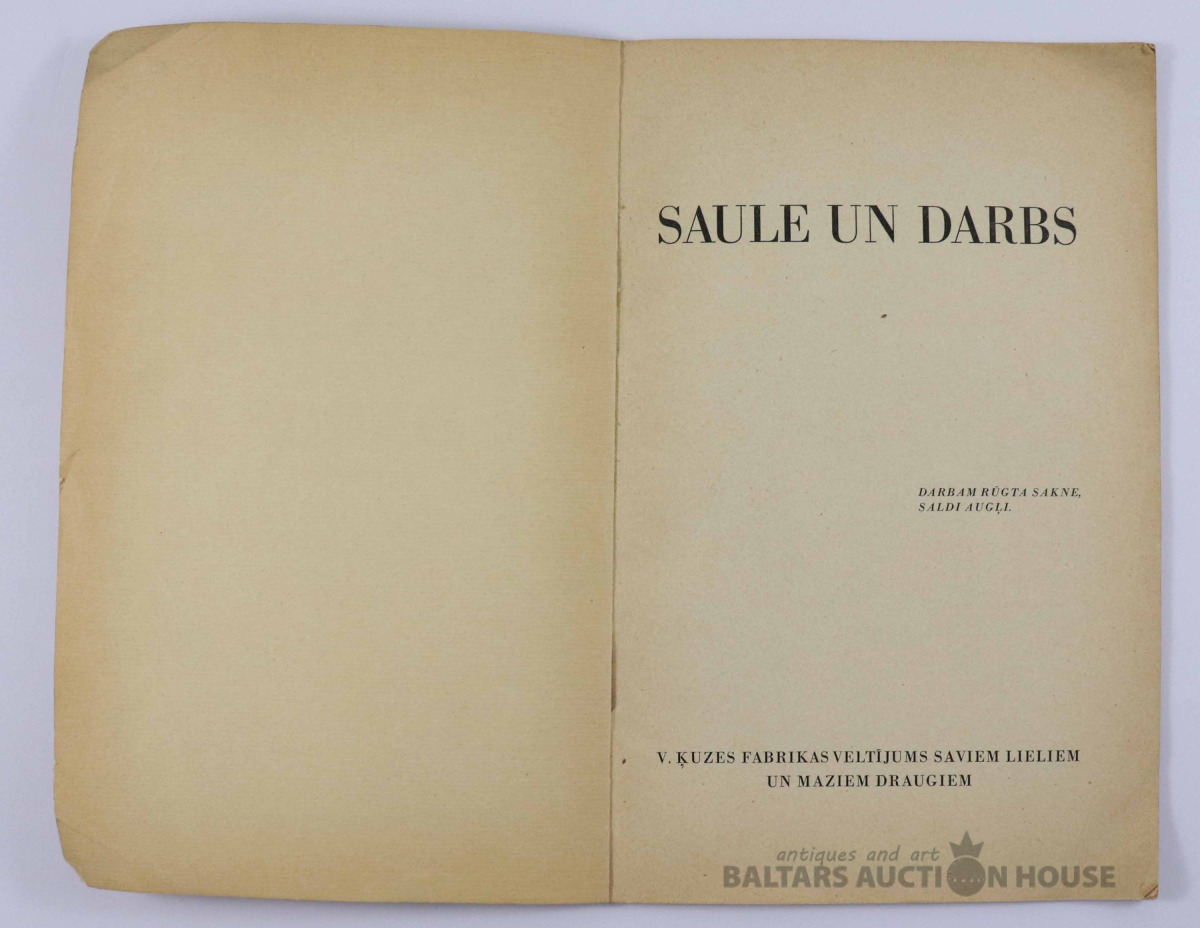 SAULE UN DARBS
DARBAM RŪGTA SAKNE,
SALDI AUGĻI.
V. ĶUZES FABRIKAS VELTĪJUMS SAVIEM LIELIEM
UN MAZIEM DRAUGIEM
antiques and art
BALTARS AUCTION HOUSE